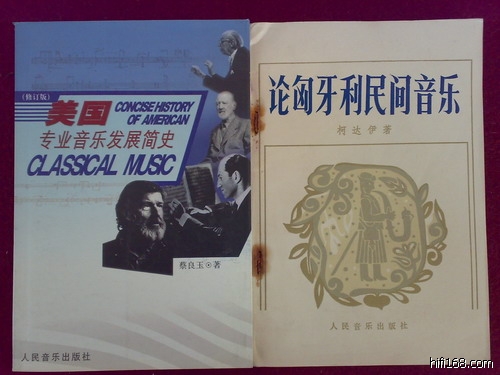 (修订版)
美国
CONCISE HISTORY
OF AMERICAN
专业音乐发展简史
CLASSICAL MUSIC
蔡良玉⊙著
人民音乐出版社
论匈牙利民间音乐
柯达伊著
人民音乐出版社
hifi168.com